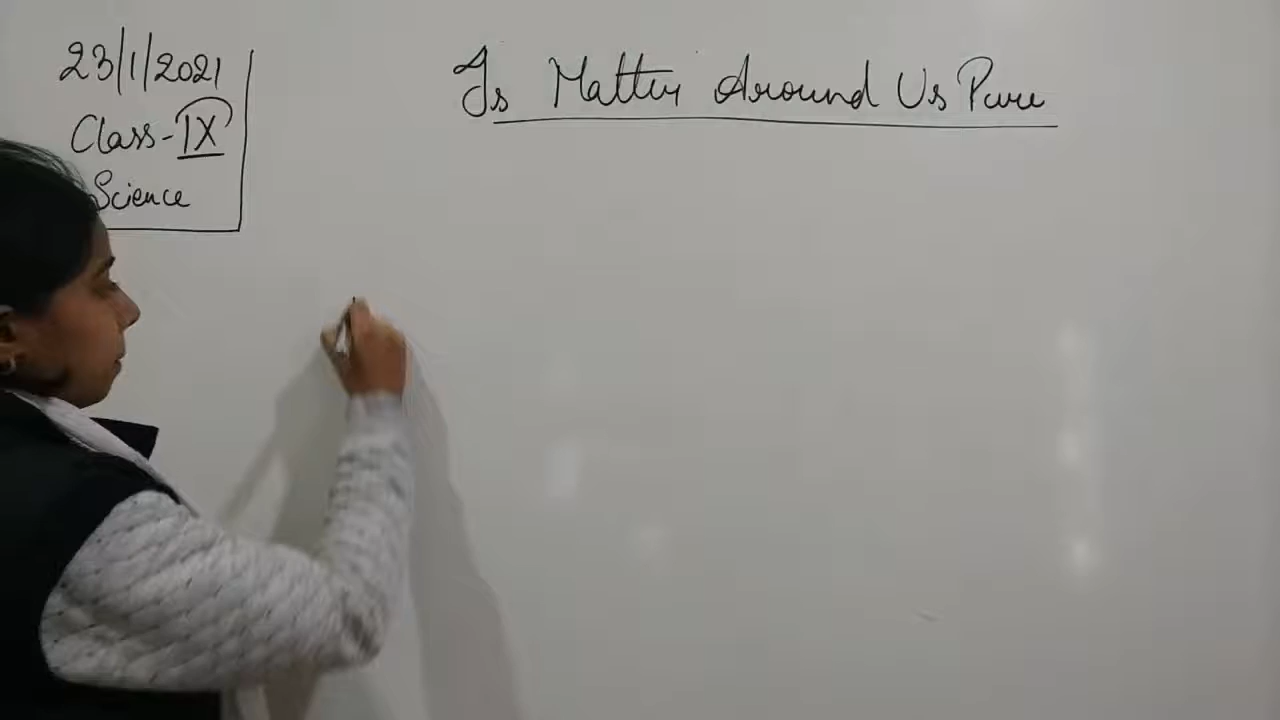 23/1/2021
Class-IX
Science
Is Matter Around Us Pure